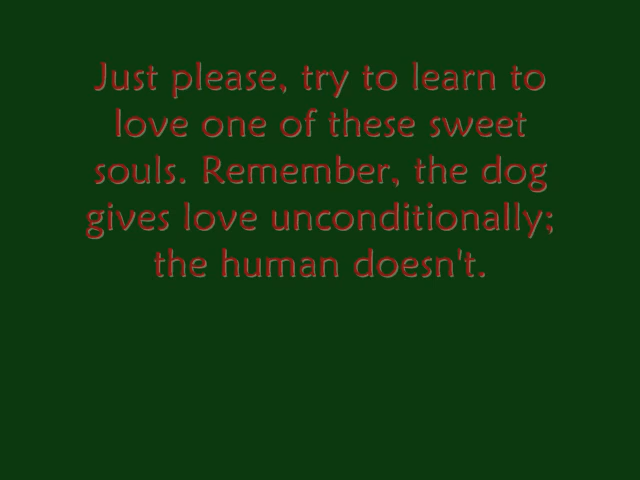 Just please, try to learn to
love one of these sweet
souls. Remember, the dog
gives love unconditionally;
the human doesn't.